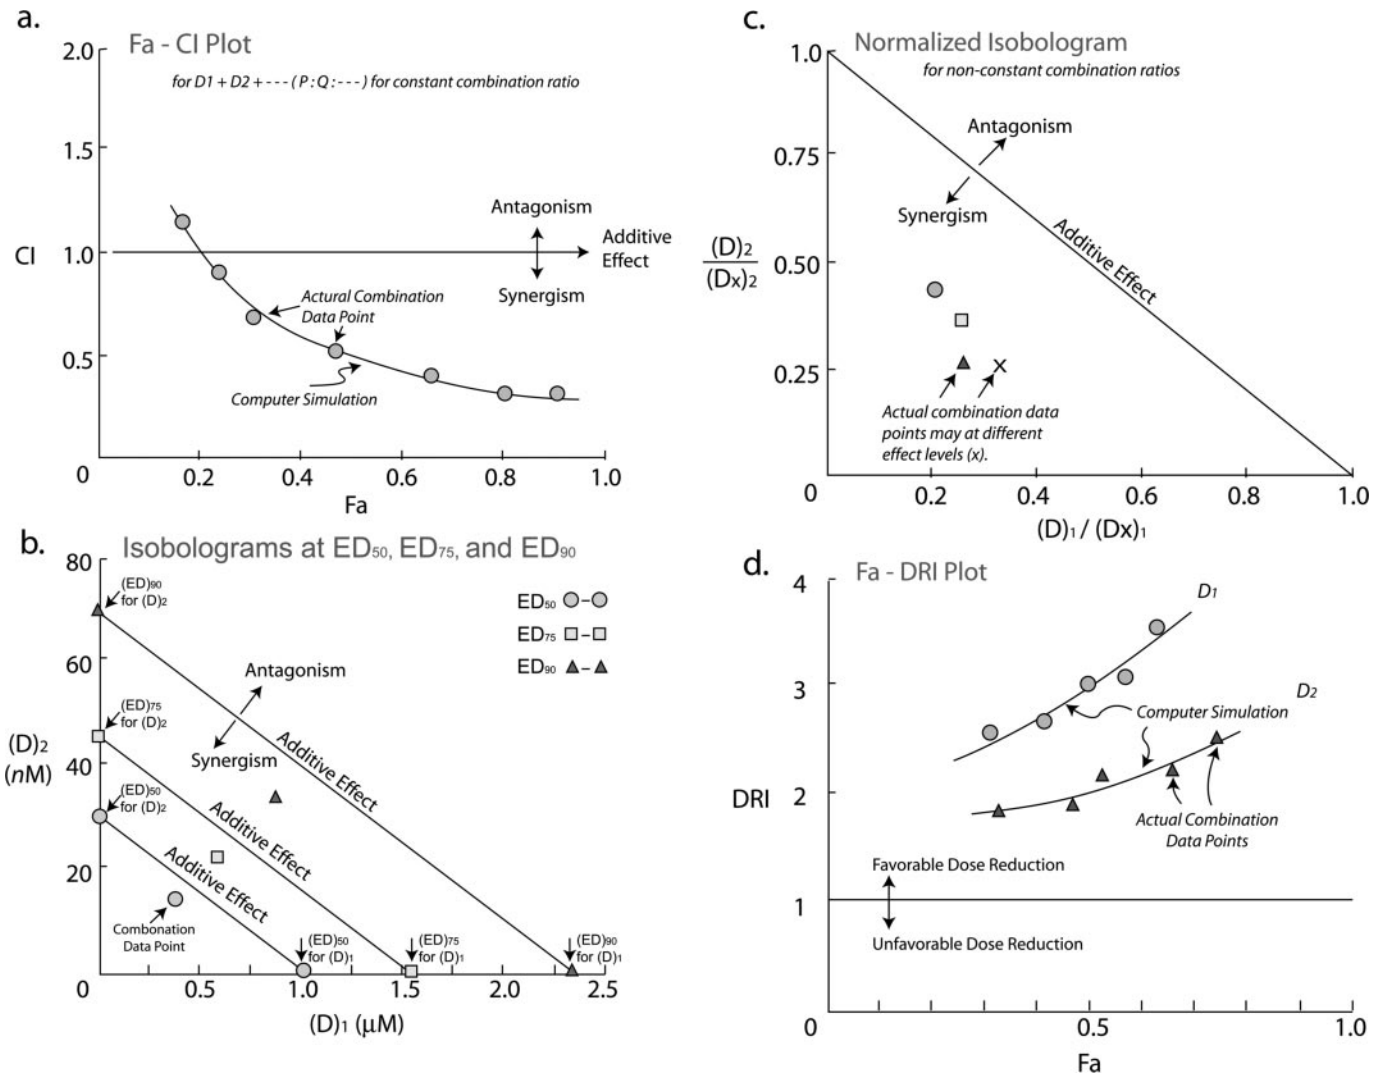 a.
Fa - CI Plot
for D1 + D2 + - - - ( P : Q : - - - ) for constant combination ratio
2.0
1.5
1.0
0.5
0
CI
Antagonism
Additive
Effect
Synergism
Actural Combination
Data Point
Computer Simulation
0.2
0.4
0.6
0.8
1.0
Fa
b.
Isobolograms at ED50, ED75, and ED90
80
60
40
20
0
(D)2
(nM)
(ED)90
for (D)2
(ED)75
for (D)2
(ED)50
for (D)2
ED50
ED75
ED90
Antagonism
Synergism
Additive Effect
Additive Effect
Additive Effect
Combonation
Data Point
(ED)50
for (D)1
(ED)75
for (D)1
(ED)90
for (D)1
0.5
1.0
1.5
2.0
2.5
(D)1 (μM)
c.
Normalized Isobologram
for non-constant combination ratios
1.0
0.75
0.50
0.25
0
(D)2
(Dx)2
Antagonism
Synergism
Additive Effect
x
Actual combination data
points may at different
effect levels (x).
0.2
0.4
0.6
0.8
1.0
(D)1 / (Dx)1
d.
Fa - DRI Plot
4
3
2
1
0
DRI
D1
D2
Computer Simulation
Actual Combination
Data Points
Favorable Dose Reduction
Unfavorable Dose Reduction
0.5
1.0
Fa